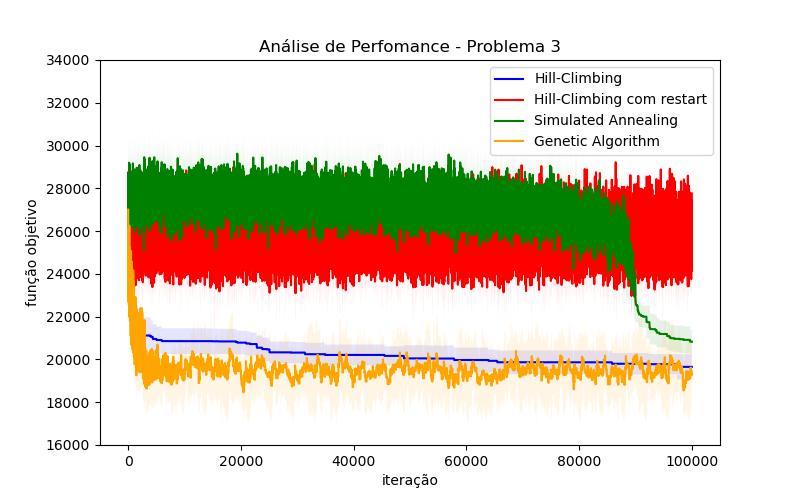 Análise de Perfomance - Problema 3
34000
32000
30000
28000
26000
24000
22000
20000
18000
16000
função objetivo
Hill-Climbing
Hill-Climbing com restart
Simulated Annealing
Genetic Algorithm
0
20000
40000
60000
80000
100000
iteração